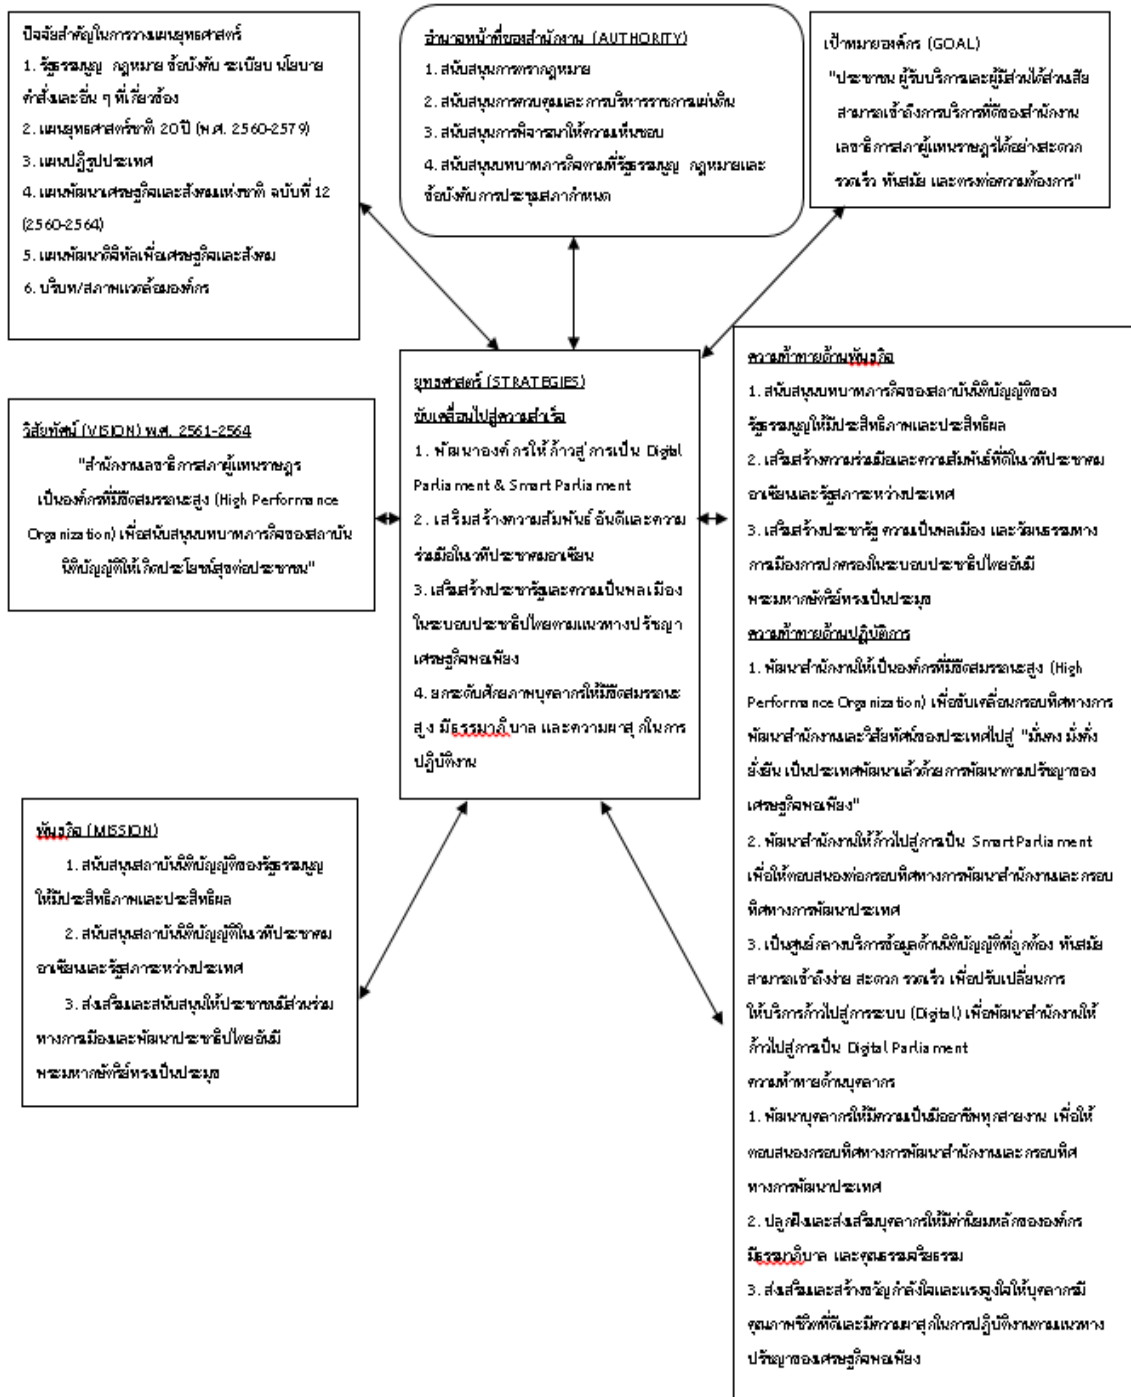 ปัจจัยสำคัญในการวางแผนยุทธศาสตร์
1. รัฐธรรมนูญ กฎหมาย ข้อบังคับ ระเบียบ นโยบาย
คำสั่งและอื่น ๆ ที่เกี่ยวข้อง
2. แผนยุทธศาสตร์ชาติ 20 ปี (พ.ศ. 2560-2579)
3. แผนปฏิรูปประเทศ
4. แผนพัฒนาเศรษฐกิจและสังคมแห่งชาติ ฉบับที่ 12
(2560-2564)
5. แผนพัฒนาดิจิทัลเพื่อเศรษฐกิจและสังคม
6. บริบท/สภาพแวดล้อมองค์กร
อำนาจหน้าที่ของสำนักงาน (AUTHORITY)
1. สนับสนุนการตรากฎหมาย
2. สนับสนุนการควบคุมและการบริหารราชการแผ่นดิน
3. สนับสนุนการพิจารณาให้ความเห็นชอบ
4. สนับสนุนบทบาทภารกิจตามที่รัฐธรรมนูญ กฎหมายและ
ข้อบังคับการประชุมสภากำหนด
เป้าหมายองค์กร (GOAL)
"ประชาชน ผู้รับบริการและผู้มีส่วนได้ส่วนเสีย
สามารถเข้าถึงการบริการที่ดีของสำนักงาน
เลขาธิการสภาผู้แทนราษฎรได้อย่างสะดวก
รวดเร็ว ทันสมัย และตรงต่อความต้องการ"
วิสัยทัศน์ (VISION) พ.ศ. 2561-2564
"สำนักงานเลขาธิการสภาผู้แทนราษฎร
เป็นองค์กรที่มีขีดสมรรถนะสูง (High Performance
Organization) เพื่อสนับสนุนบทบาทภารกิจของสถาบัน
นิติบัญญัติให้เกิดประโยชน์สุขต่อประชาชน"
ยุทธศาสตร์ (STRATEGIES)
ขับเคลื่อนไปสู่ความสำเร็จ
1. พัฒนาองค์กรให้ก้าวสู่การเป็น Digital
Parliament & Smart Parliament
2. เสริมสร้างความสัมพันธ์อันดีและความ
ร่วมมือในเวทีประชาคมอาเซียน
3. เสริมสร้างประชารัฐและความเป็นพลเมือง
ในระบอบประชาธิปไตยตามแนวทางปรัชญา
เศรษฐกิจพอเพียง
4. ยกระดับศักยภาพบุคลากรให้มีขีดสมรรถนะ
สูง มีธรรมาภิบาล และความผาสุกในการ
ปฏิบัติงาน
พันธกิจ (MISSION)
1. สนับสนุนสถาบันนิติบัญญัติของรัฐธรรมนูญ
ให้มีประสิทธิภาพและประสิทธิผล
2. สนับสนุนสถาบันนิติบัญญัติในเวทีประชาคม
อาเซียนและรัฐสภาระหว่างประเทศ
3. ส่งเสริมและสนับสนุนให้ประชาชนมีส่วนร่วม
ทางการเมืองและพัฒนาประชาธิปไตยอันมี
พระมหากษัตริย์ทรงเป็นประมุข
ความท้าทายด้านพันธกิจ
1. สนับสนุนบทบาทภารกิจของสถาบันนิติบัญญัติของ
รัฐธรรมนูญให้มีประสิทธิภาพและประสิทธิผล
2. เสริมสร้างความร่วมมือและความสัมพันธ์ที่ดีในเวทีประชาคม
อาเซียนและรัฐสภาระหว่างประเทศ
3. เสริมสร้างประชารัฐ ความเป็นพลเมือง และวัฒนธรรมทาง
การเมืองการปกครองในระบอบประชาธิปไตยอันมี
พระมหากษัตริย์ทรงเป็นประมุข
ความท้าทายด้านปฏิบัติการ
1. พัฒนาสำนักงานให้เป็นองค์กรที่มีขีดสมรรถนะสูง (High
Performance Organization) เพื่อขับเคลื่อนกรอบทิศทางการ
พัฒนาสำนักงานและวิสัยทัศน์ของประเทศไปสู่ "มั่นคง มั่งคั่ง
ยั่งยืน เป็นประเทศพัฒนาแล้วด้วยการพัฒนาตามปรัชญาของ
เศรษฐกิจพอเพียง"
2. พัฒนาสำนักงานให้ก้าวไปสู่การเป็น Smart Parliament
เพื่อให้ตอบสนองต่อกรอบทิศทางการพัฒนาสำนักงานและกรอบ
ทิศทางการพัฒนาประเทศ
3. เป็นศูนย์กลางบริการข้อมูลด้านนิติบัญญัติที่ถูกต้อง ทันสมัย
สามารถเข้าถึงง่าย สะดวก รวดเร็ว เพื่อปรับเปลี่ยนการ
ให้บริการก้าวไปสู่การระบบ (Digital) เพื่อพัฒนาสำนักงานให้
ก้าวไปสู่การเป็น Digital Parliament
ความท้าทายด้านบุคลากร
1. พัฒนาบุคลากรให้มีความเป็นมืออาชีพทุกสายงาน เพื่อให้
ตอบสนองกรอบทิศทางการพัฒนาสำนักงานและกรอบทิศ
ทางการพัฒนาประเทศ
2. ปลูกฝังและส่งเสริมบุคลากรให้มีค่านิยมหลักขององค์กร
มีธรรมาภิบาล และคุณธรรมจริยธรรม
3. ส่งเสริมและสร้างขวัญกำลังใจและแรงจูงใจให้บุคลากรมี
คุณภาพชีวิตที่ดีและมีความผาสุกในการปฏิบัติงานตามแนวทาง
ปรัชญาของเศรษฐกิจพอเพียง